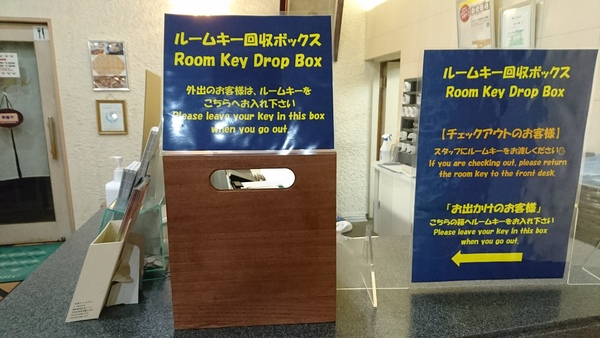 ルームキー回収ボックス
Room Key Drop Box
外出のお客様は、ルームキーを
こちらへお入れ下さい
Please leave your Key in this box
when you go out.
ルームキー回収ボックス
Room Key Drop Box
【チェックアウトのお客様】
スタッフにルームキーをお渡しください
If you are checking out, please return
the room key to the front desk.
「お出かけのお客様」
こちらの箱へルームキーをお入れ下さい
Please leave your Key in this box
when you go out.